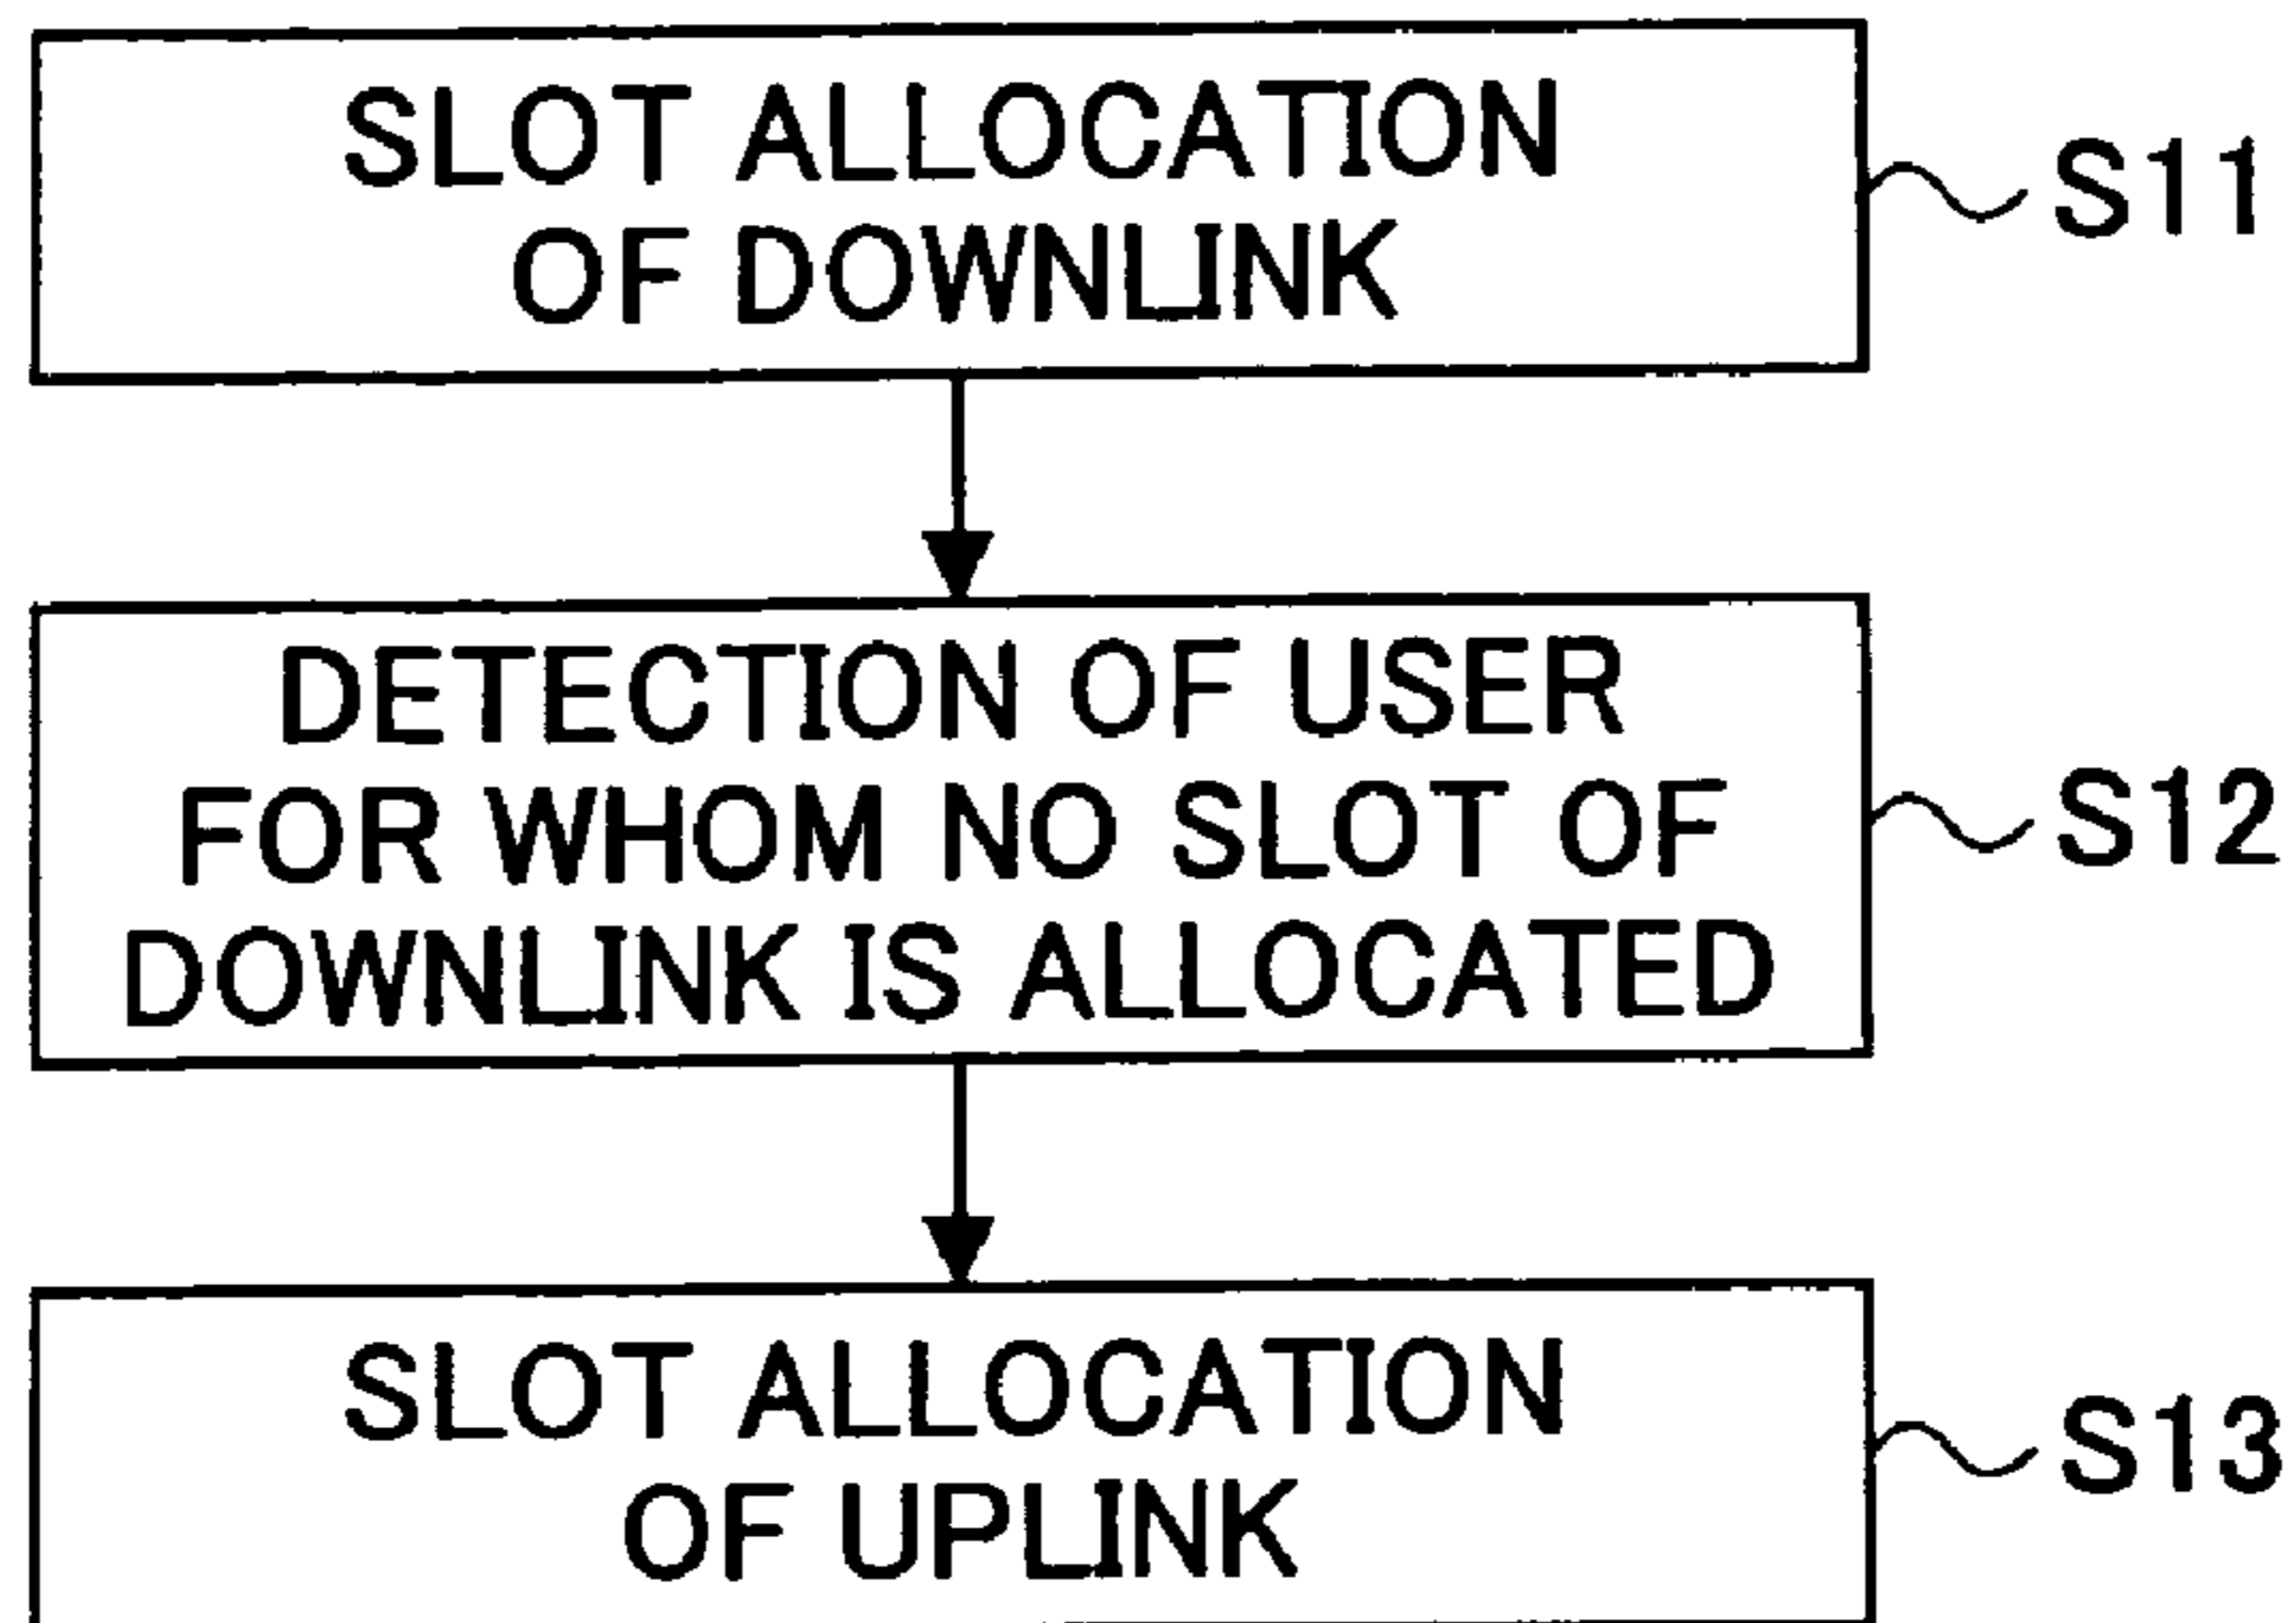 SLOT ALLOCATION
OF DOWNLINK
S11
DETECTION OF USER
FOR WHOM NO SLOT OF
DOWNLINK IS ALLOCATED
S12
SLOT ALLOCATION
OF UPLINK
S13